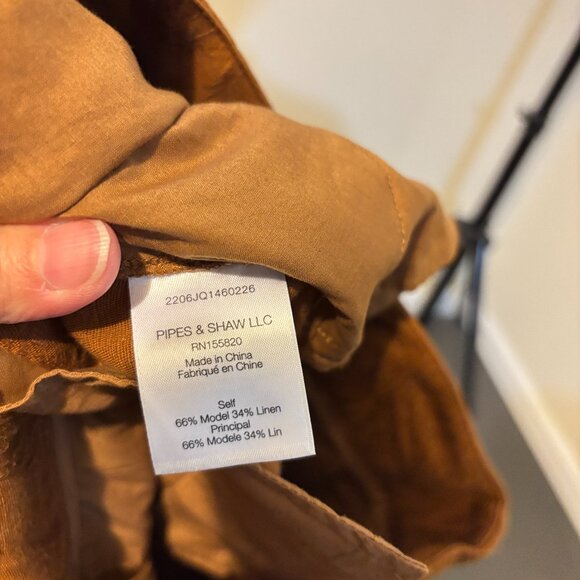 2206JQ1460226
PIPES & SHAW LLC
RN155820
Made in China
Fabriqué en Chine
Self
66% Model 34% Linen
Principal
66% Modele 34% Lin